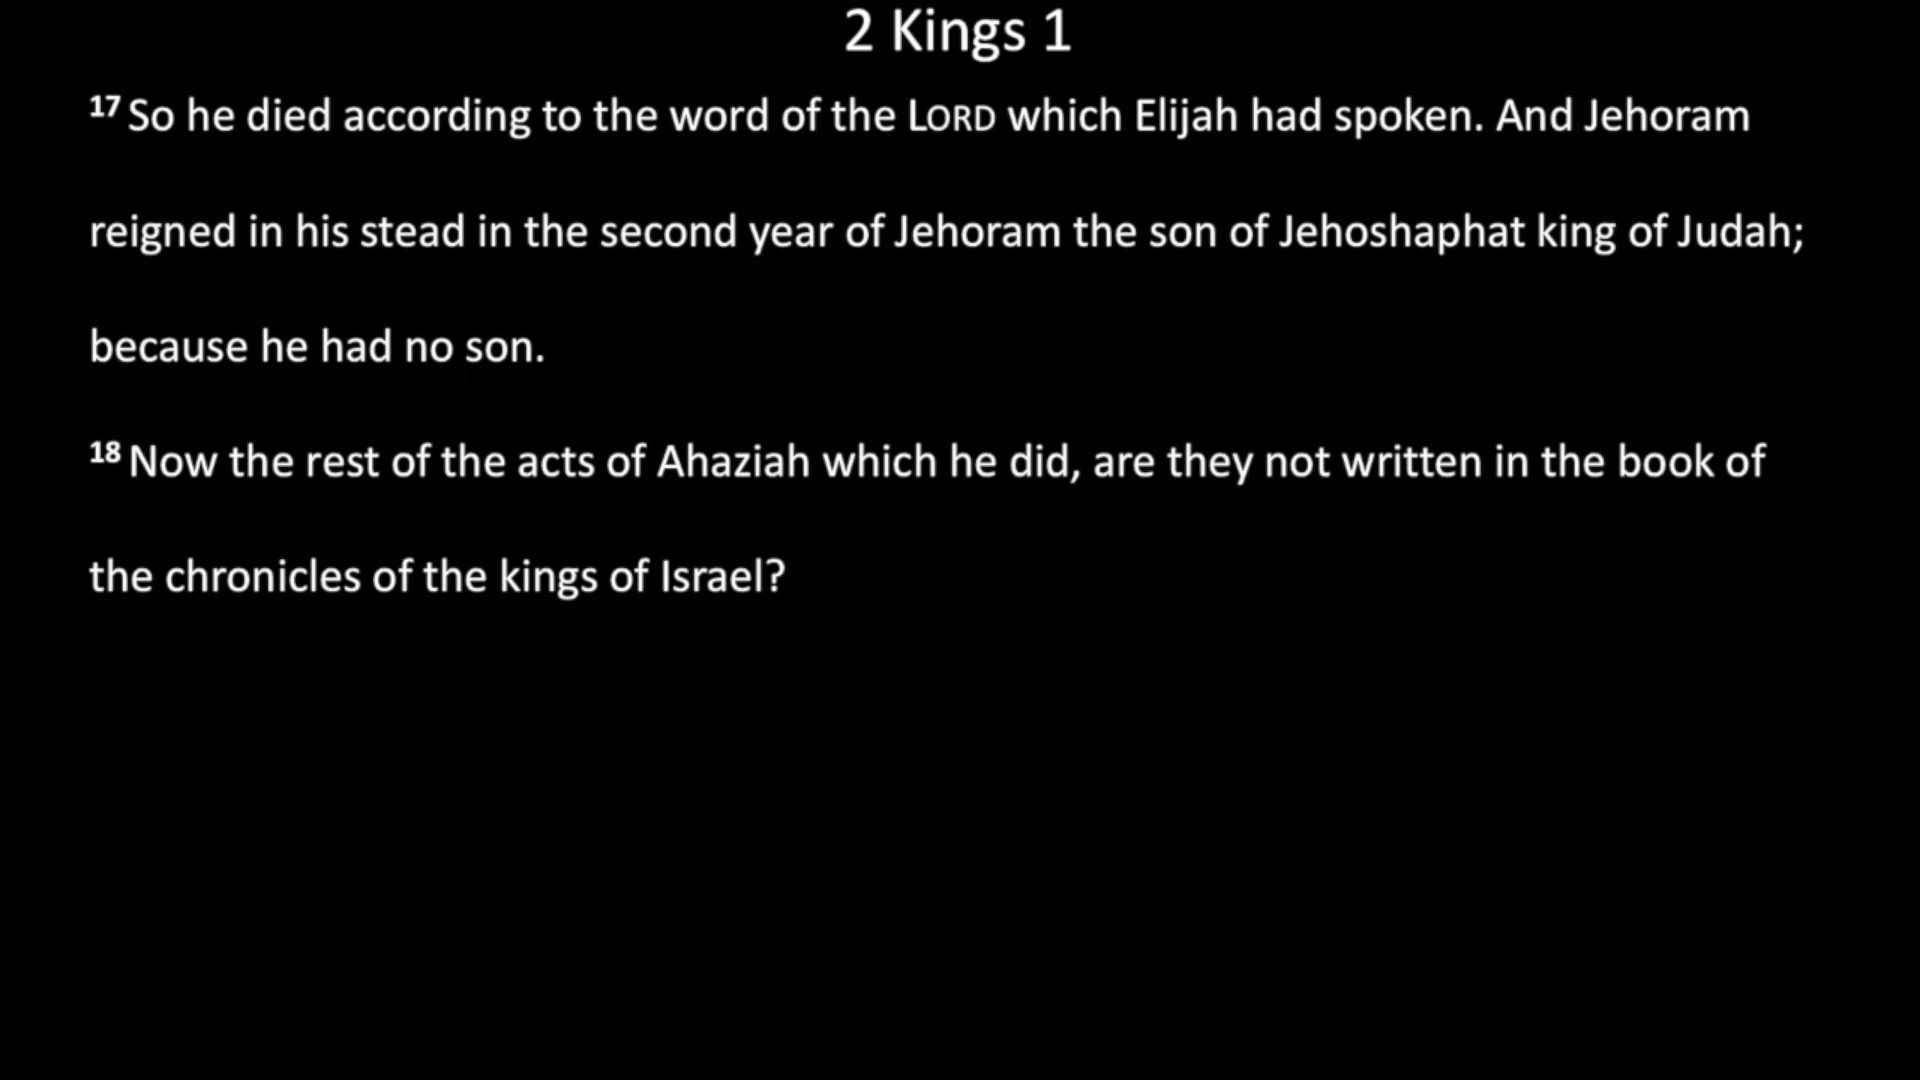 2 Kings 1
17 So he died according to the word of the LORD which Elijah had spoken. And Jehoram
reigned in his stead in the second year of Jehoram the son of Jehoshaphat king of Judah;
because he had no son.
18 Now the rest of the acts of Ahaziah which he did, are they not written in the book of
the chronicles of the kings of Israel?